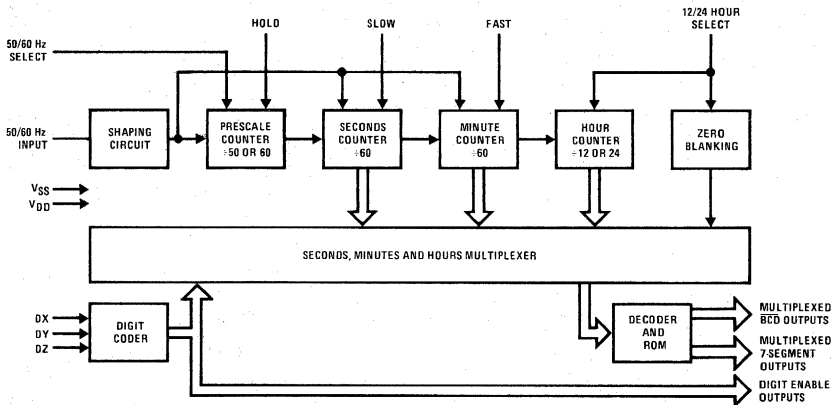 HOLD
SLOW
FAST
12/24 HOUR
SELECT
50/60 Hz
SELECT
50/60 Hz
INPUT
SHAPING
CIRCUIT
PRESCALE
COUNTER
÷50 OR 60
SECONDS
COUNTER
÷60
MINUTE
COUNTER
÷60
HOUR
COUNTER
÷12 OR 24
ZERO
BLANKING
VSS
VDD
SECONDS, MINUTES AND HOURS MULTIPLEXER
DX
DY
DZ
DIGIT
CODER
DECODER
AND
ROM
MULTIPLEXED
BCD OUTPUTS
MULTIPLEXED
7-SEGMENT
OUTPUTS
DIGIT ENABLE
OUTPUTS